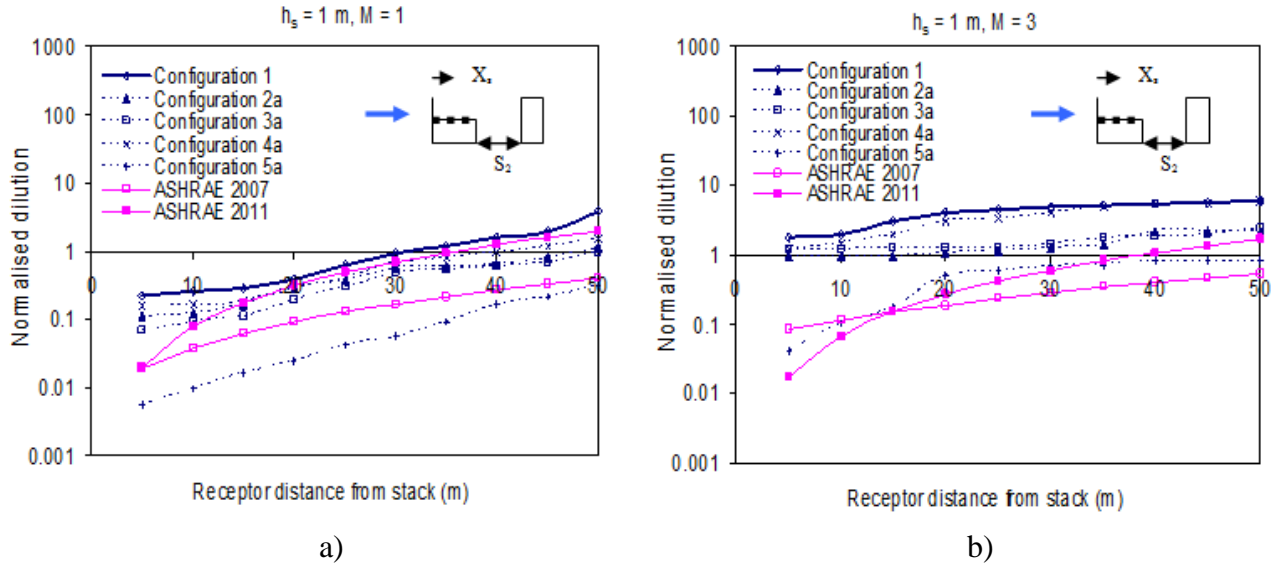 hₛ = 1 m, M = 1
1000
100
10
1
0.1
0.01
0.001
Normalised dilution
Configuration 1
Configuration 2a
Configuration 3a
Configuration 4a
Configuration 5a
ASHRAE 2007
ASHRAE 2011
Xₛ
S₂
0 10 20 30 40 50
Receptor distance from stack (m)
a)
hₛ = 1 m, M = 3
1000
100
10
1
0.1
0.01
0.001
Normalised dilution
Configuration 1
Configuration 2a
Configuration 3a
Configuration 4a
Configuration 5a
ASHRAE 2007
ASHRAE 2011
Xₛ
S₂
0 10 20 30 40 50
Receptor distance from stack (m)
b)